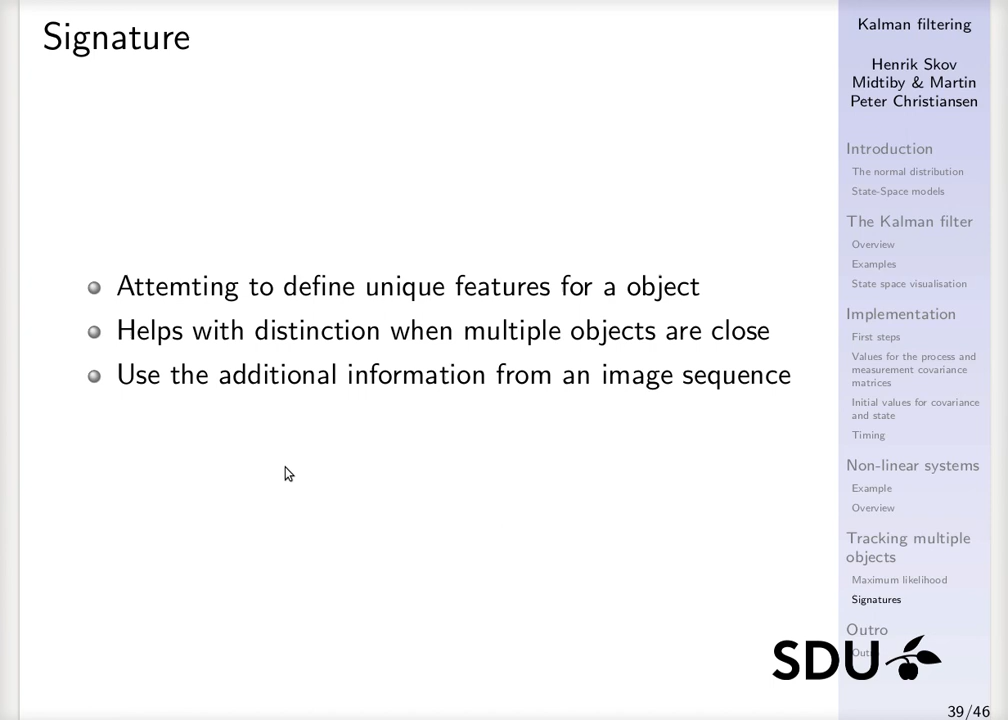 Signature
Attemting to define unique features for a object
Helps with distinction when multiple objects are close
Use the additional information from an image sequence
Kalman filtering
Henrik Skov
Midtiby & Martin
Peter Christiansen
Introduction
The normal distribution
State-Space models
The Kalman filter
Overview
Examples
State space visualisation
Implementation
First steps
Values for the process and
measurement covariance
matrices
Initial values for covariance
and state
Timing
Non-linear systems
Example
Overview
Tracking multiple
objects
Maximum likelihood
Signatures
Outro
SDU
39/46